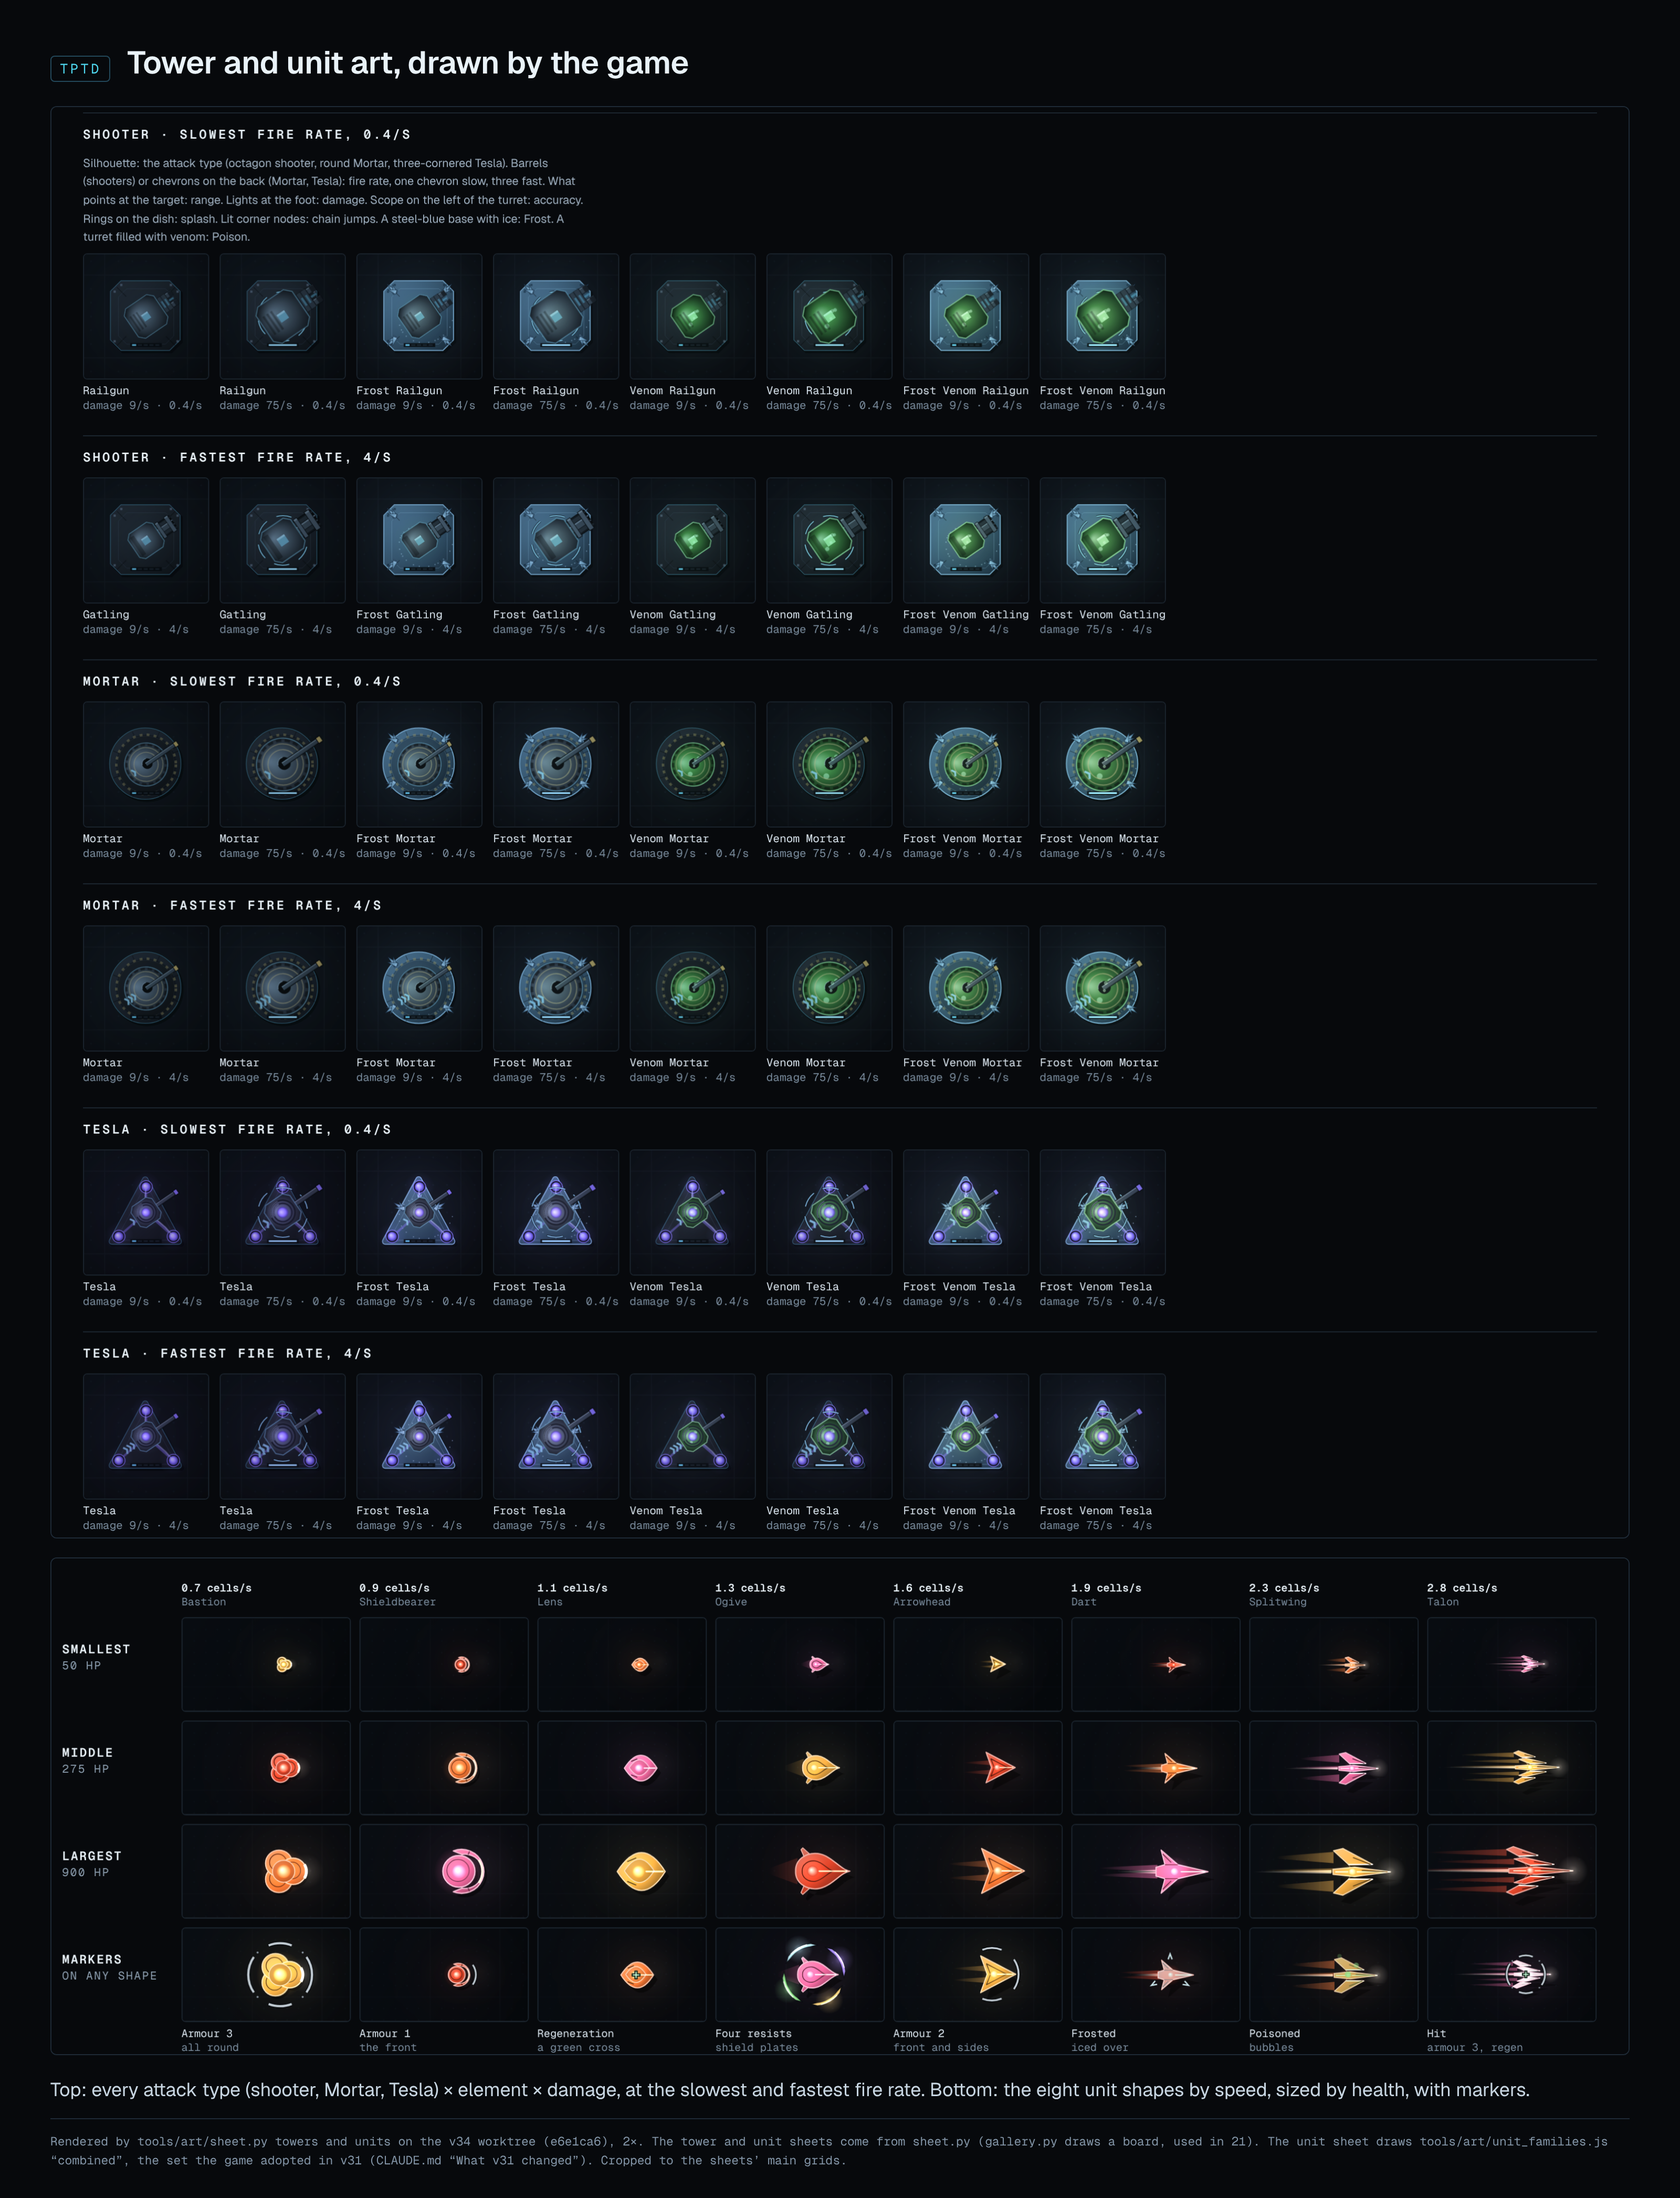 TPTD
Tower and unit art, drawn by the game
SHOOTER · SLOWEST FIRE RATE, 0.4/S
Silhouette: the attack type (octagon shooter, round Mortar, three-cornered Tesla). Barrels
(shooters) or chevrons on the back (Mortar, Tesla): fire rate, one chevron slow, three fast. What
points at the target: range. Lights at the foot: damage. Scope on the left of the turret: accuracy.
Rings on the dish: splash. Lit corner nodes: chain jumps. A steel-blue base with ice: Frost. A
turret filled with venom: Poison.
Railgun Railgun Frost Railgun Frost Railgun Venom Railgun Venom Railgun Frost Venom Railgun Frost Venom Railgun
damage 9/s · 0.4/s damage 75/s · 0.4/s damage 9/s · 0.4/s damage 75/s · 0.4/s damage 9/s · 0.4/s damage 75/s · 0.4/s damage 9/s · 0.4/s damage 75/s · 0.4/s
SHOOTER · FASTEST FIRE RATE, 4/S
Gatling Gatling Frost Gatling Frost Gatling Venom Gatling Venom Gatling Frost Venom Gatling Frost Venom Gatling
damage 9/s · 4/s damage 75/s · 4/s damage 9/s · 4/s damage 75/s · 4/s damage 9/s · 4/s damage 75/s · 4/s damage 9/s · 4/s damage 75/s · 4/s
MORTAR · SLOWEST FIRE RATE, 0.4/S
Mortar Mortar Frost Mortar Frost Mortar Venom Mortar Venom Mortar Frost Venom Mortar Frost Venom Mortar
damage 9/s · 0.4/s damage 75/s · 0.4/s damage 9/s · 0.4/s damage 75/s · 0.4/s damage 9/s · 0.4/s damage 75/s · 0.4/s damage 9/s · 0.4/s damage 75/s · 0.4/s
MORTAR · FASTEST FIRE RATE, 4/S
Mortar Mortar Frost Mortar Frost Mortar Venom Mortar Venom Mortar Frost Venom Mortar Frost Venom Mortar
damage 9/s · 4/s damage 75/s · 4/s damage 9/s · 4/s damage 75/s · 4/s damage 9/s · 4/s damage 75/s · 4/s damage 9/s · 4/s damage 75/s · 4/s
TESLA · SLOWEST FIRE RATE, 0.4/S
Tesla Tesla Frost Tesla Frost Tesla Venom Tesla Venom Tesla Frost Venom Tesla Frost Venom Tesla
damage 9/s · 0.4/s damage 75/s · 0.4/s damage 9/s · 0.4/s damage 75/s · 0.4/s damage 9/s · 0.4/s damage 75/s · 0.4/s damage 9/s · 0.4/s damage 75/s · 0.4/s
TESLA · FASTEST FIRE RATE, 4/S
Tesla Tesla Frost Tesla Frost Tesla Venom Tesla Venom Tesla Frost Venom Tesla Frost Venom Tesla
damage 9/s · 4/s damage 75/s · 4/s damage 9/s · 4/s damage 75/s · 4/s damage 9/s · 4/s damage 75/s · 4/s damage 9/s · 4/s damage 75/s · 4/s
0.7 cells/s 0.9 cells/s 1.1 cells/s 1.3 cells/s 1.6 cells/s 1.9 cells/s 2.3 cells/s 2.8 cells/s
Bastion Shieldbearer Lens Ogive Arrowhead Dart Splitwing Talon
SMALLEST
50 HP
MIDDLE
275 HP
LARGEST
900 HP
MARKERS
ON ANY SHAPE
Armour 3 Armour 1 Regeneration Four resists Armour 2 Frosted Poisoned Hit
all round the front a green cross shield plates front and sides iced over bubbles armour 3, regen
Top: every attack type (shooter, Mortar, Tesla) × element × damage, at the slowest and fastest fire rate. Bottom: the eight unit shapes by speed, sized by health, with markers.
Rendered by tools/art/sheet.py towers and units on the v34 worktree (e6e1ca6), 2×. The tower and unit sheets come from sheet.py (gallery.py draws a board, used in 21). The unit sheet draws tools/art/unit_families.js
“combined”, the set the game adopted in v31 (CLAUDE.md “What v31 changed”). Cropped to the sheets’ main grids.